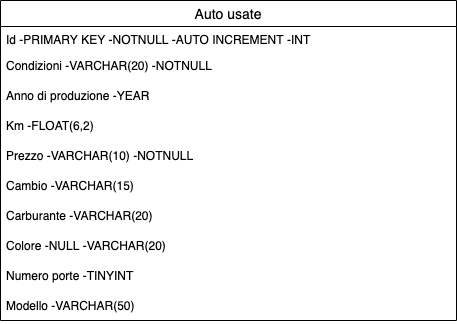 Auto usate
Id -PRIMARY KEY -NOTNULL -AUTO INCREMENT -INT
Condizioni -VARCHAR(20) -NOTNULL
Anno di produzione -YEAR
Km -FLOAT(6,2)
Prezzo -VARCHAR(10) -NOTNULL
Cambio -VARCHAR(15)
Carburante -VARCHAR(20)
Colore -NULL -VARCHAR(20)
Numero porte -TINYINT
Modello -VARCHAR(50)